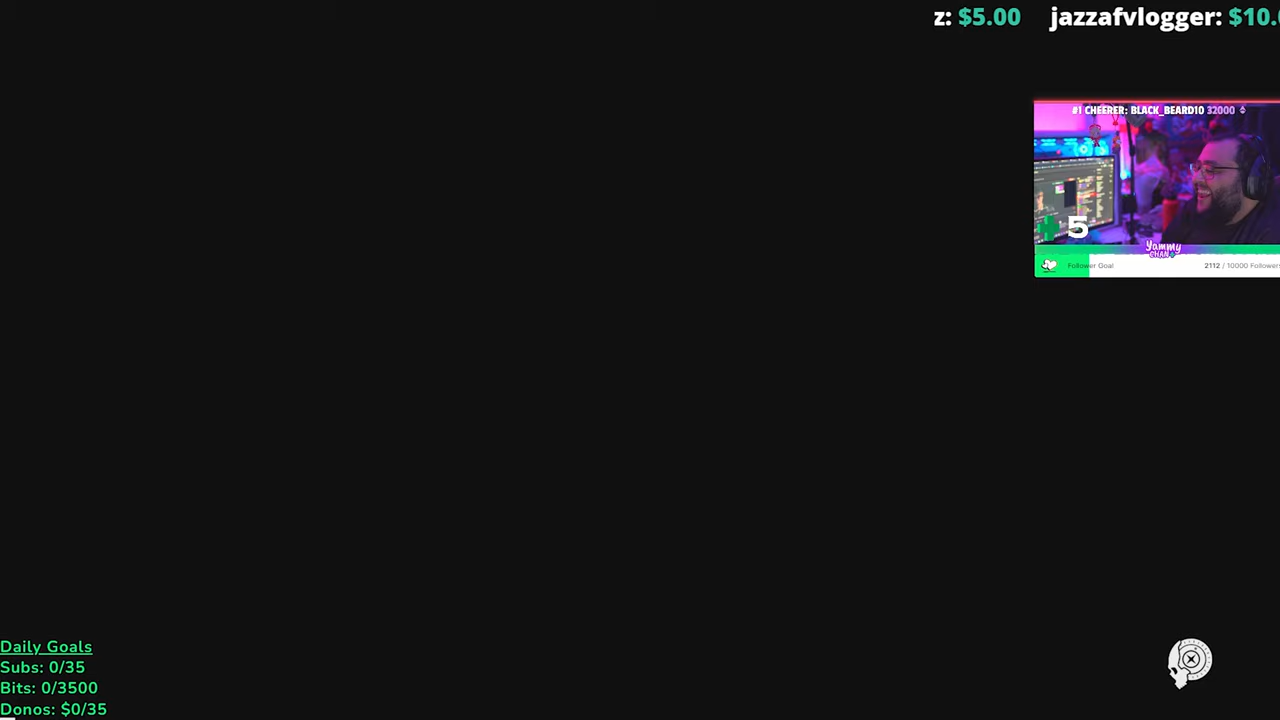 z: $5.00 jazzafvlogger: $10.
#1 CHEERER: BLACK_BEARD10 32000
5
Yammy
CHAN
Follower Goal 2112 / 10000 Followers
Daily Goals
Subs: 0/35
Bits: 0/3500
Donos: $0/35